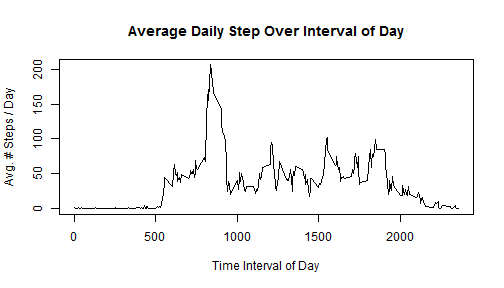 Average Daily Step Over Interval of Day
Avg. # Steps / Day
200
150
100
50
0
0 500 1000 1500 2000
Time Interval of Day